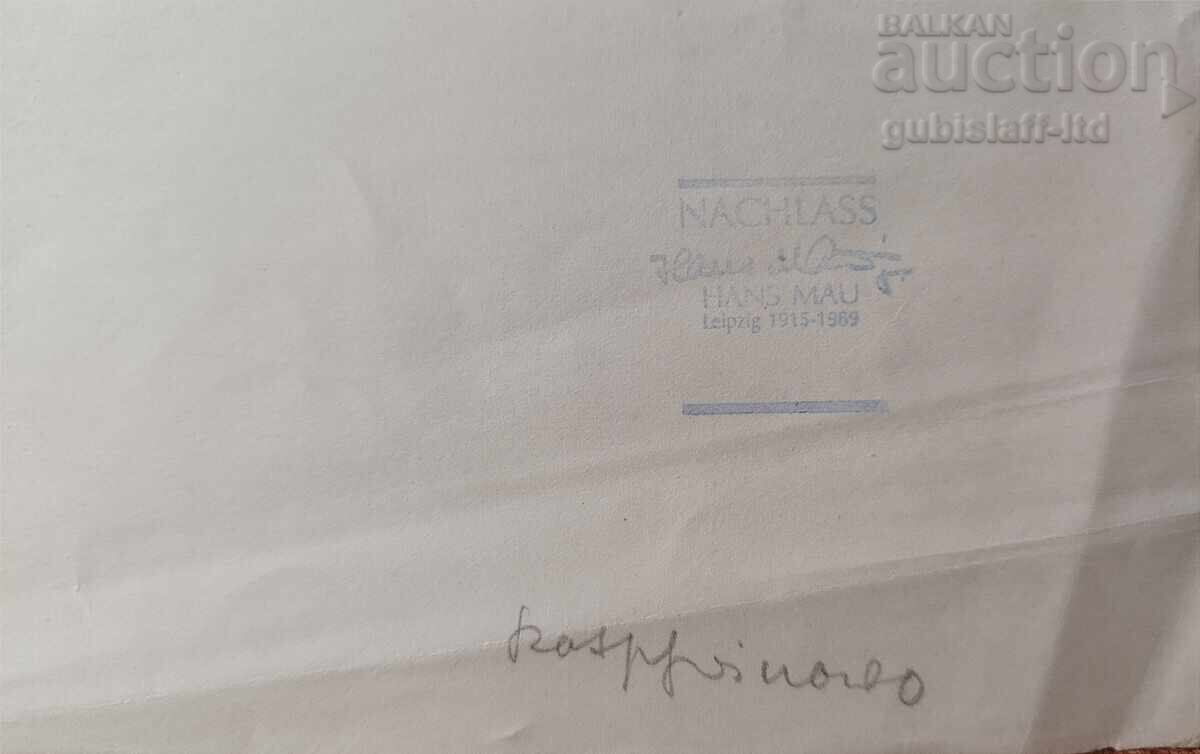 BALKAN
auction
gubislaff-ltd
NACHLASS
HANS MAU
Leipzig 1915-1989